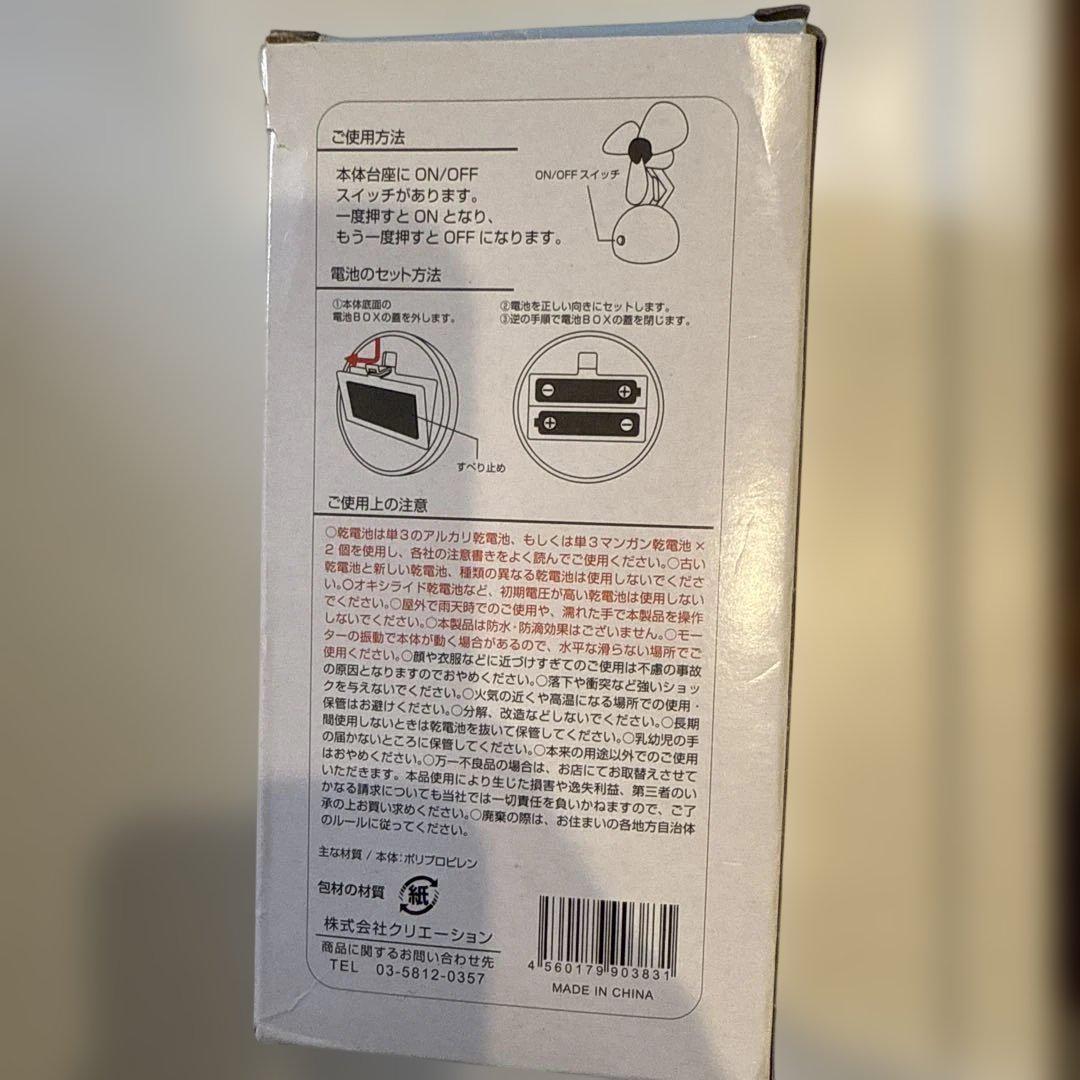 ご使用方法
本体台座に ON/OFF
スイッチがあります。
一度押すと ON となり、
もう一度押すと OFF になります。
ON/OFF スイッチ
電池のセット方法
①本体底面の
電池BOXの蓋を外します。
②電池を正しい向きにセットします。
③逆の手順で電池BOXの蓋を閉じます。
すべり止め
ご使用上の注意
○乾電池は単3のアルカリ乾電池、もしくは単3マンガン乾電池×
2 個を使用し、各社の注意書きをよく読んでご使用ください。○古い
乾電池と新しい乾電池、種類の異なる乾電池は使用しないでくださ
い。○オキシライド乾電池など、初期電圧が高い乾電池は使用しない
でください。○屋外で雨天時でのご使用や、濡れた手で本製品を操作
しないでください。○本製品は防水・防滴効果はございません。○モー
ターの振動で本体が動く場合があるので、水平な滑らない場所でご
使用ください。○顔や衣服などに近づけすぎてのご使用は不慮の事故
の原因となりますのでおやめください。○落下や衝突など強いショッ
クを与えないでください。○火気の近くや高温になる場所での使用・
保管はお避けください。○分解、改造などしないでください。○長期
間使用しないときは乾電池を抜いて保管してください。○乳幼児の手
の届かないところに保管してください。○本来の用途以外でのご使用
はおやめください。○万一不良品の場合は、お店にてお取替えさせて
いただきます。本品使用により生じた損害や逸失利益、第三者のい
かなる請求についても当社では一切責任を負いかねますので、ご了
承の上お買い求めください。○廃棄の際は、お住まいの各地方自治体
のルールに従ってください。
主な材質 / 本体:ポリプロピレン
包材の材質 紙
株式会社クリエーション
商品に関するお問い合わせ先
TEL 03-5812-0357
4 560179 903831
MADE IN CHINA